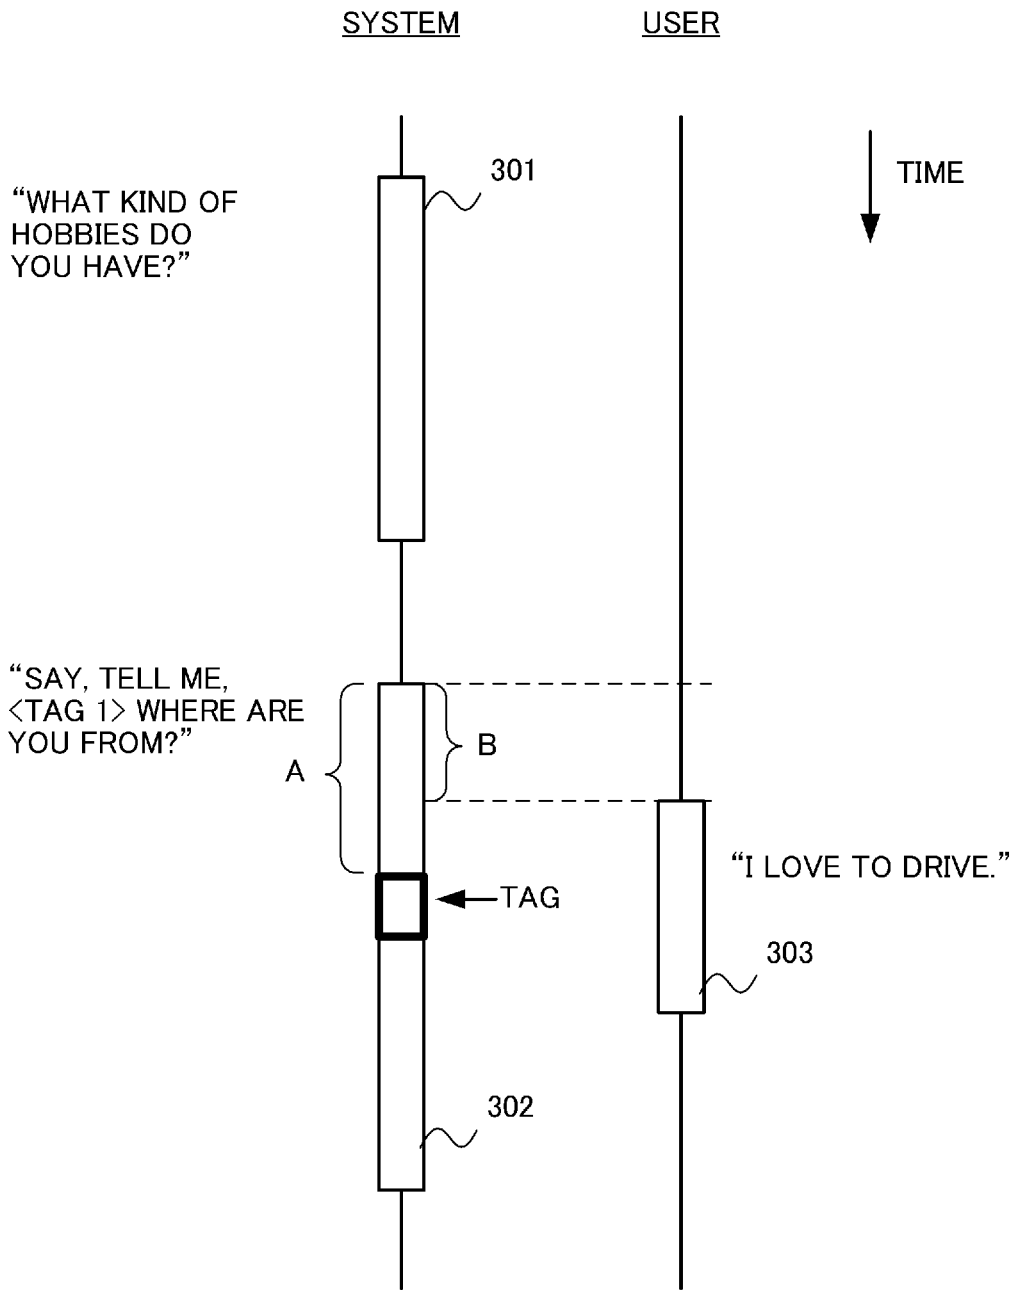 SYSTEM
USER
301
TIME
“WHAT KIND OF
HOBBIES DO
YOU HAVE?”
“SAY, TELL ME,
<TAG 1> WHERE ARE
YOU FROM?”
A
B
“I LOVE TO DRIVE.”
TAG
303
302